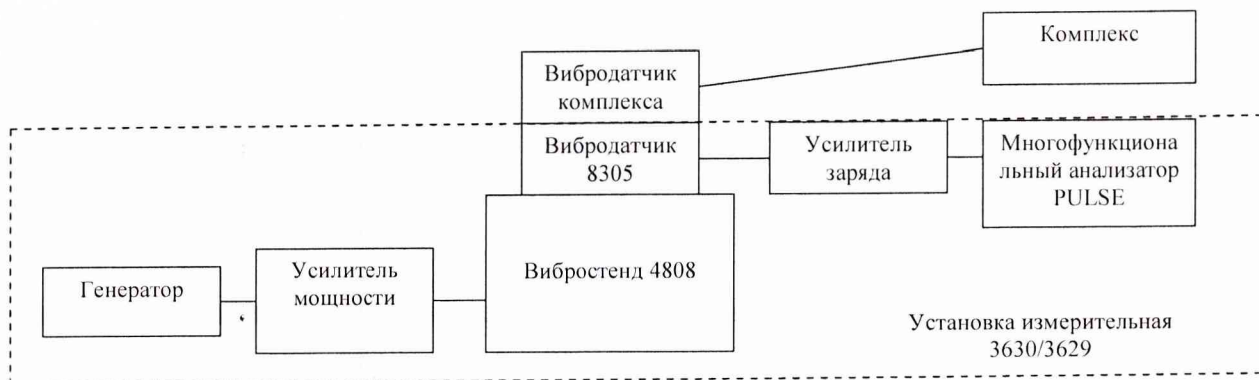 Комплекс
Вибродатчик
комплекса
Вибродатчик
8305
Усилитель
заряда
Многофункциона
льный анализатор
PULSE
Генератор
Усилитель
мощности
Вибростенд 4808
Установка измерительная
3630/3629